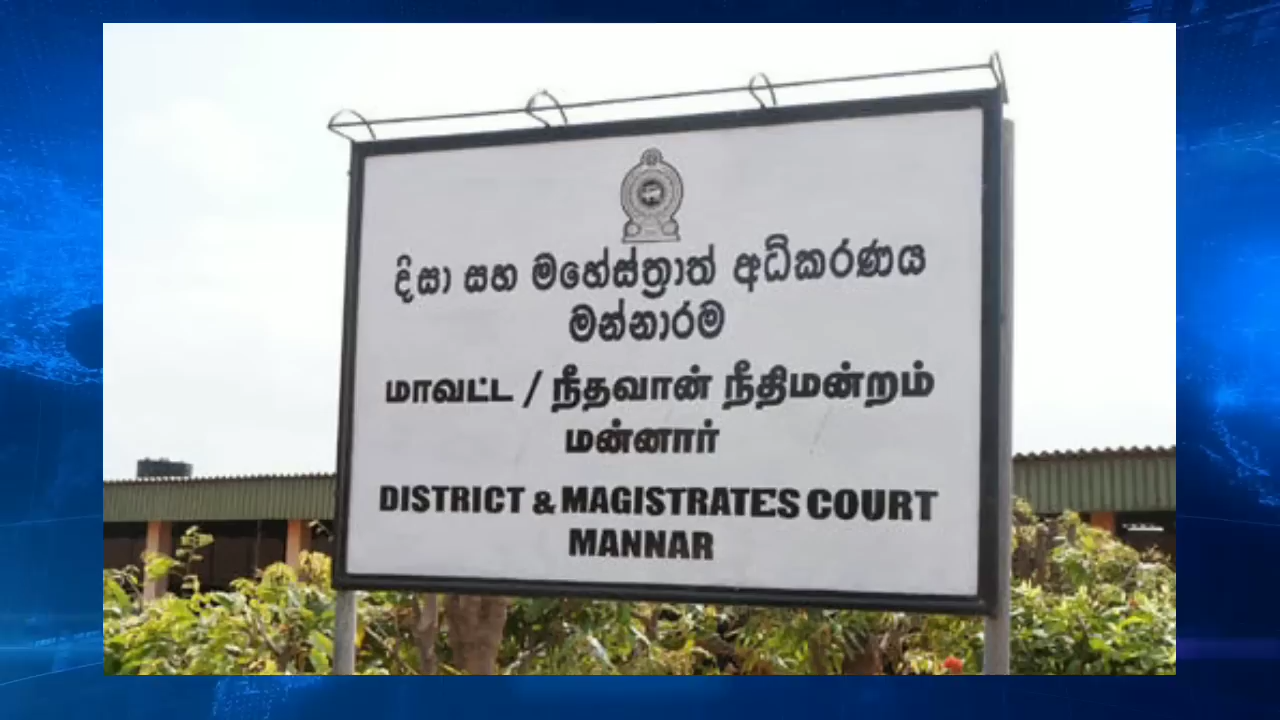 දිසා සහ මහේස්ත්‍රාත් අධිකරණය
මන්නාරම
மாவட்ட / நீதவான் நீதிமன்றம்
மன்னார்
DISTRICT & MAGISTRATES COURT
MANNAR